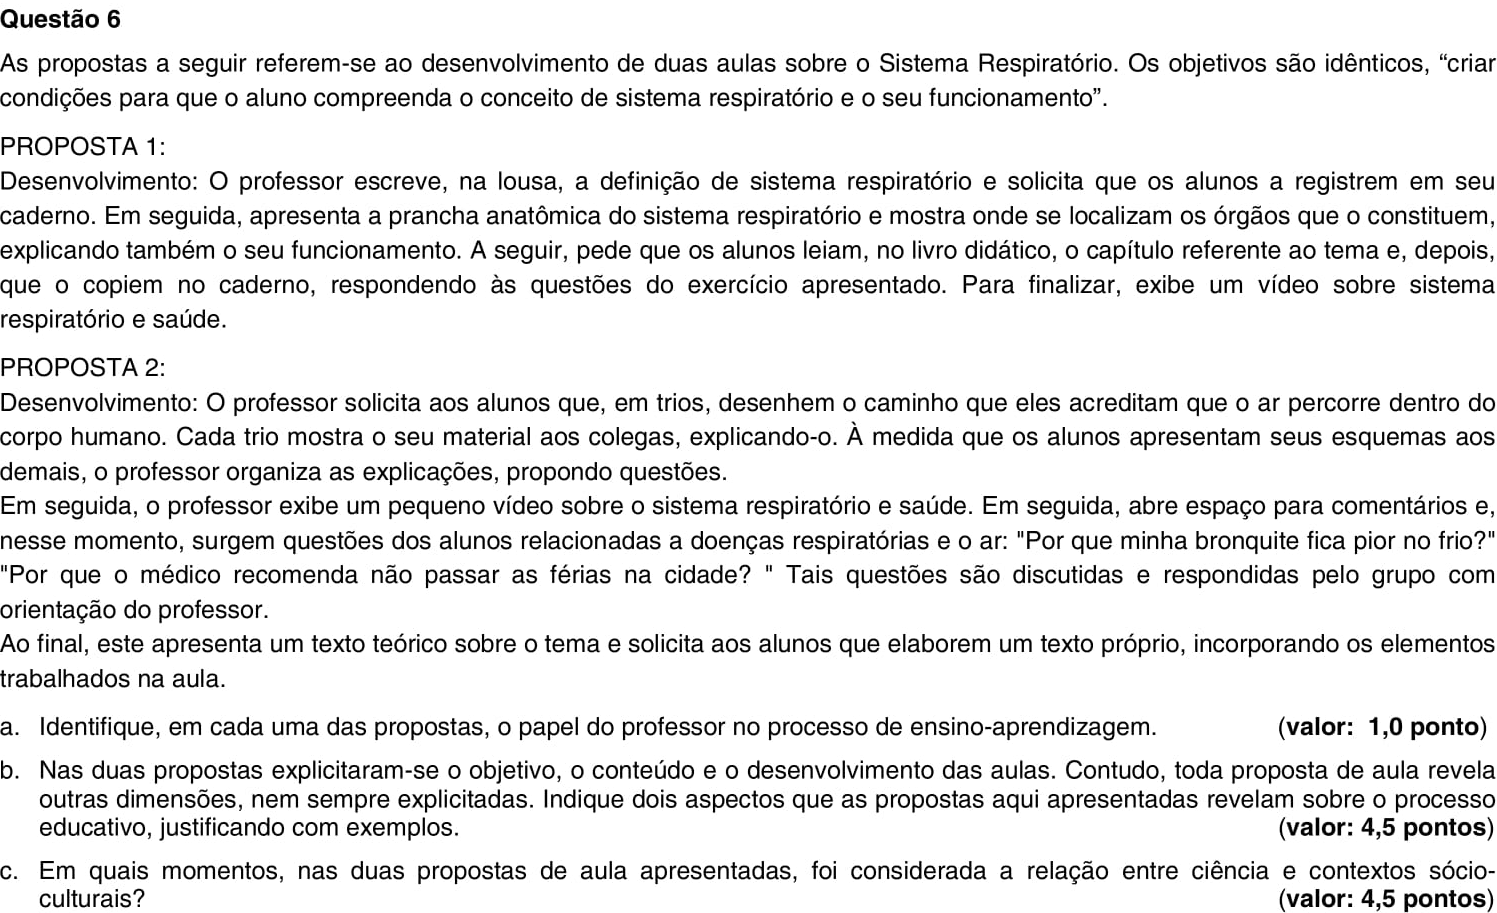 Questão 6
As propostas a seguir referem-se ao desenvolvimento de duas aulas sobre o Sistema Respiratório. Os objetivos são idênticos, “criar
condições para que o aluno compreenda o conceito de sistema respiratório e o seu funcionamento”.
PROPOSTA 1:
Desenvolvimento: O professor escreve, na lousa, a definição de sistema respiratório e solicita que os alunos a registrem em seu
caderno. Em seguida, apresenta a prancha anatômica do sistema respiratório e mostra onde se localizam os órgãos que o constituem,
explicando também o seu funcionamento. A seguir, pede que os alunos leiam, no livro didático, o capítulo referente ao tema e, depois,
que o copiem no caderno, respondendo às questões do exercício apresentado. Para finalizar, exibe um vídeo sobre sistema
respiratório e saúde.
PROPOSTA 2:
Desenvolvimento: O professor solicita aos alunos que, em trios, desenhem o caminho que eles acreditam que o ar percorre dentro do
corpo humano. Cada trio mostra o seu material aos colegas, explicando-o. À medida que os alunos apresentam seus esquemas aos
demais, o professor organiza as explicações, propondo questões.
Em seguida, o professor exibe um pequeno vídeo sobre o sistema respiratório e saúde. Em seguida, abre espaço para comentários e,
nesse momento, surgem questões dos alunos relacionadas a doenças respiratórias e o ar: "Por que minha bronquite fica pior no frio?"
"Por que o médico recomenda não passar as férias na cidade? " Tais questões são discutidas e respondidas pelo grupo com
orientação do professor.
Ao final, este apresenta um texto teórico sobre o tema e solicita aos alunos que elaborem um texto próprio, incorporando os elementos
trabalhados na aula.
a. Identifique, em cada uma das propostas, o papel do professor no processo de ensino-aprendizagem. (valor: 1,0 ponto)
b. Nas duas propostas explicitaram-se o objetivo, o conteúdo e o desenvolvimento das aulas. Contudo, toda proposta de aula revela
outras dimensões, nem sempre explicitadas. Indique dois aspectos que as propostas aqui apresentadas revelam sobre o processo
educativo, justificando com exemplos. (valor: 4,5 pontos)
c. Em quais momentos, nas duas propostas de aula apresentadas, foi considerada a relação entre ciência e contextos sócio-
culturais? (valor: 4,5 pontos)